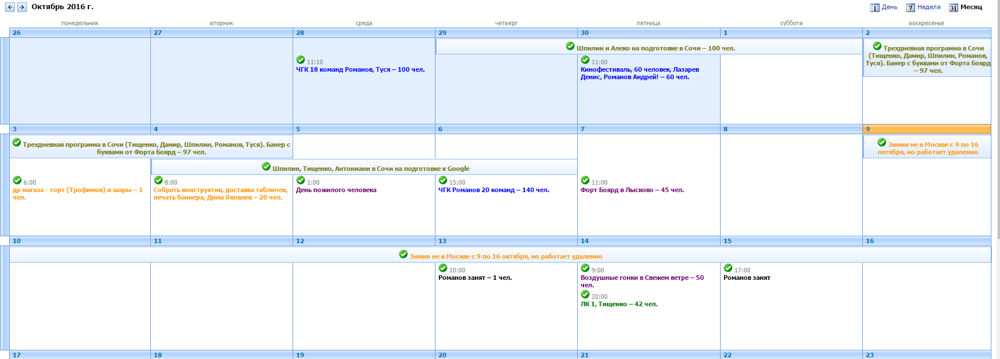 Октябрь 2016 г.
1 День 7 Неделя 31 Месяц
понедельник вторник среда четверг пятница суббота воскресенье
26 27 28 29 30 1 2
Шпилин и Алеко на подготовке в Сочи – 100 чел.
Трехдневная программа в Сочи
(Тищенко, Дамир, Шпилин, Романов,
Туся). Банер с буквами от Форта Боярд
– 97 чел.
11:10
ЧГК 18 команд Романов, Туся – 100 чел.
11:00
Кинофестиваль, 60 человек, Лазарев
Денис, Романов Андрей! – 60 чел.
3 4 5 6 7 8 9
Трехдневная программа в Сочи (Тищенко, Дамир, Шпилин, Романов, Туся). Банер с
буквами от Форта Боярд – 97 чел.
Зимин не в Москве с 9 по 16
октября, но работает удаленно
Шпилин, Тищенко, Антониани в Сочи на подготовке к Google
6:00
др магаза - торт (Трофимов) и шары – 1
чел.
8:00
Собрать конструктив, доставка табличек,
печать баннера, Дима Яковлев – 20 чел.
1:00
День пожилого человека
15:00
ЧГК Романов 20 команд – 140 чел.
11:00
Форт Боярд в Лысково – 45 чел.
10 11 12 13 14 15 16
Зимин не в Москве с 9 по 16 октября, но работает удаленно
10:00
Романов занят – 1 чел.
9:00
Воздушные гонки в Свежем ветре – 50
чел.
20:00
ЛК 1, Тищенко – 42 чел.
17:00
Романов занят
17 18 19 20 21 22 23